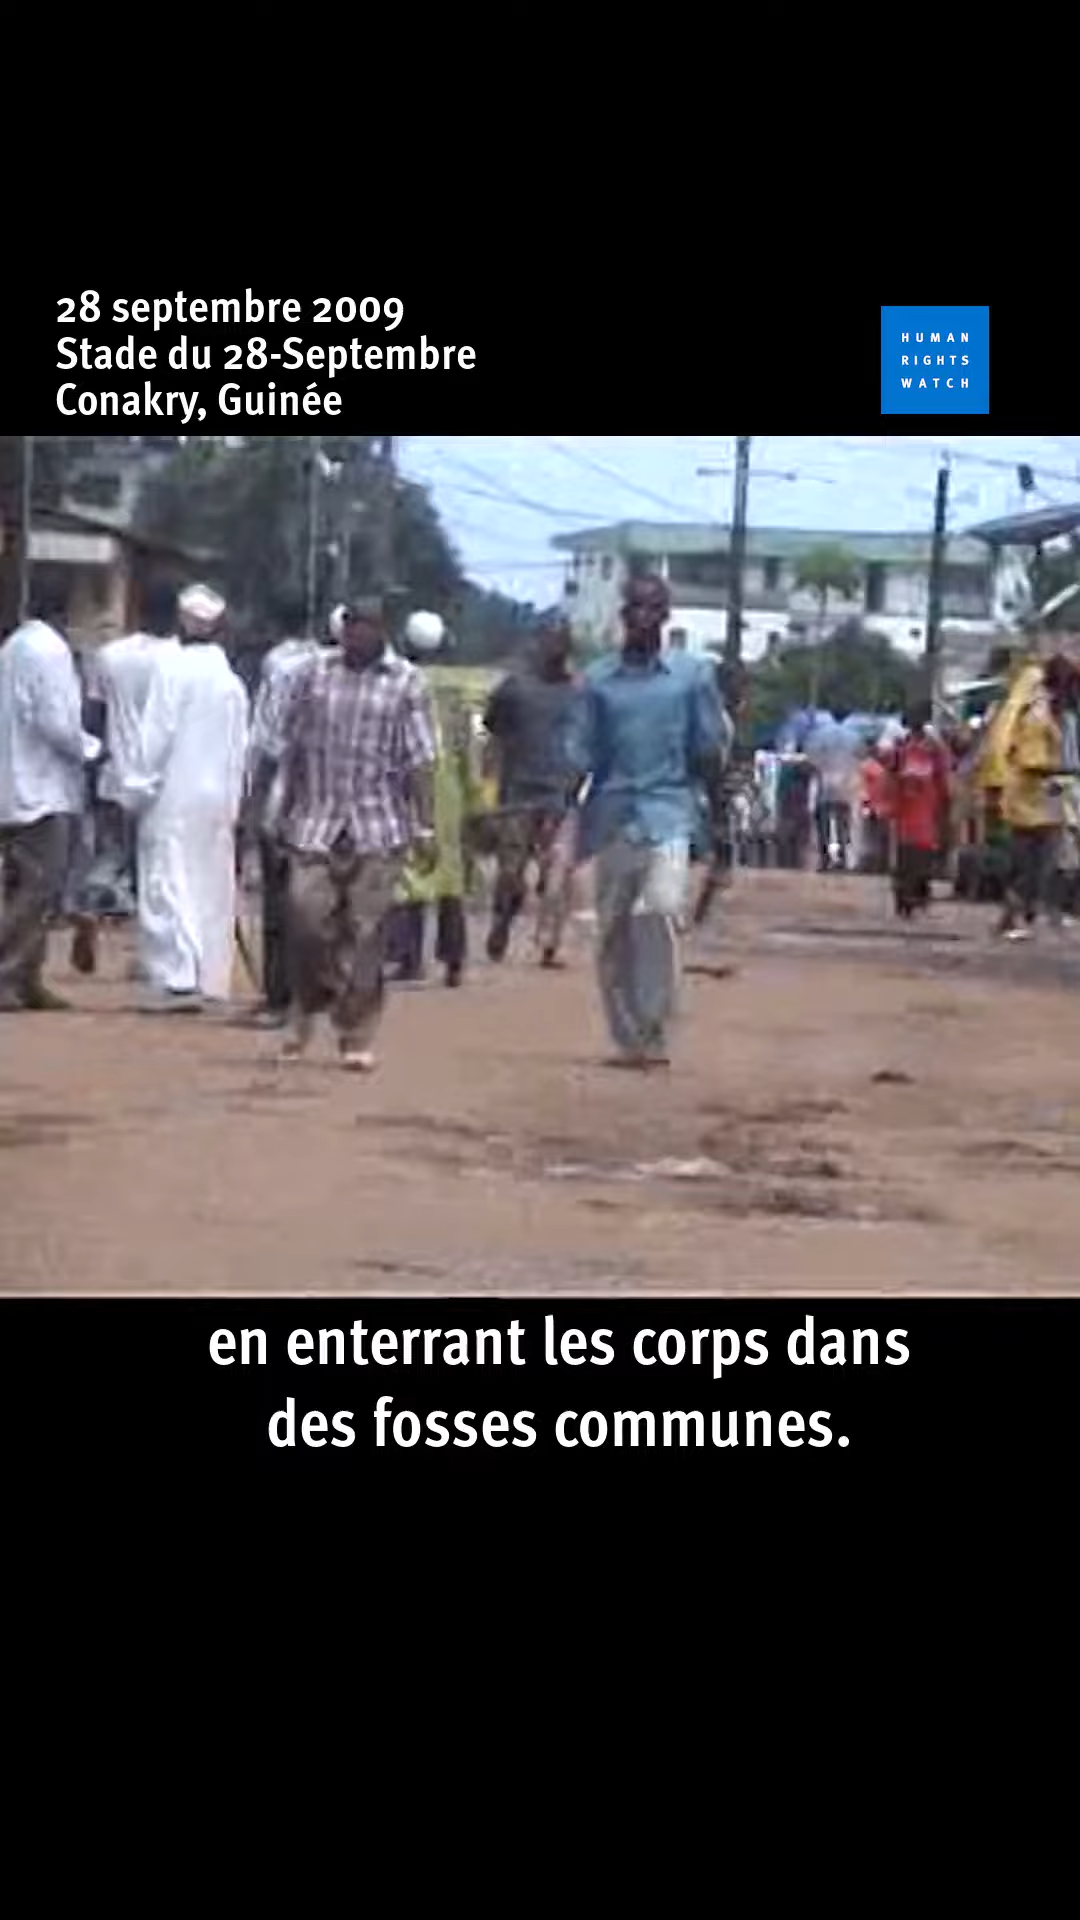 28 septembre 2009
Stade du 28-Septembre
Conakry, Guinée
HUMAN
RIGHTS
WATCH
en enterrant les corps dans
des fosses communes.